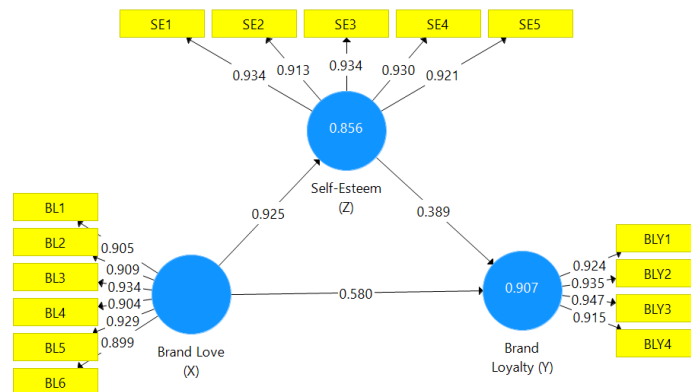 SE1 SE2 SE3 SE4 SE5
0.934 0.913 0.934 0.930 0.921
0.856
Self-Esteem
(Z)
0.925
0.389
BL1
BL2
BL3
BL4
BL5
BL6
0.905
0.909
0.934
0.904
0.929
0.899
Brand Love
(X)
0.580
0.907
Brand
Loyalty (Y)
0.924
0.935
0.947
0.915
BLY1
BLY2
BLY3
BLY4